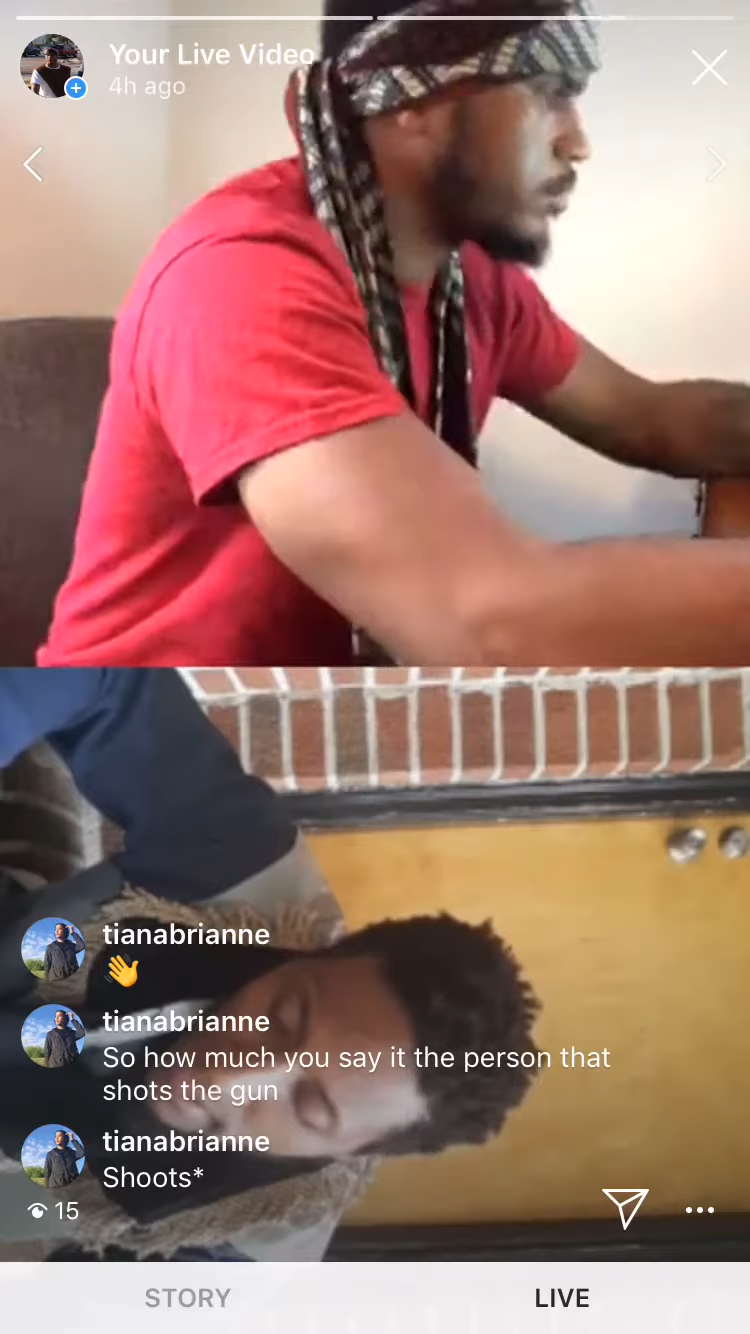 Your Live Video
4h ago
tianabrianne
👋
tianabrianne
So how much you say it the person that
shots the gun
tianabrianne
Shoots*
15
STORY
LIVE